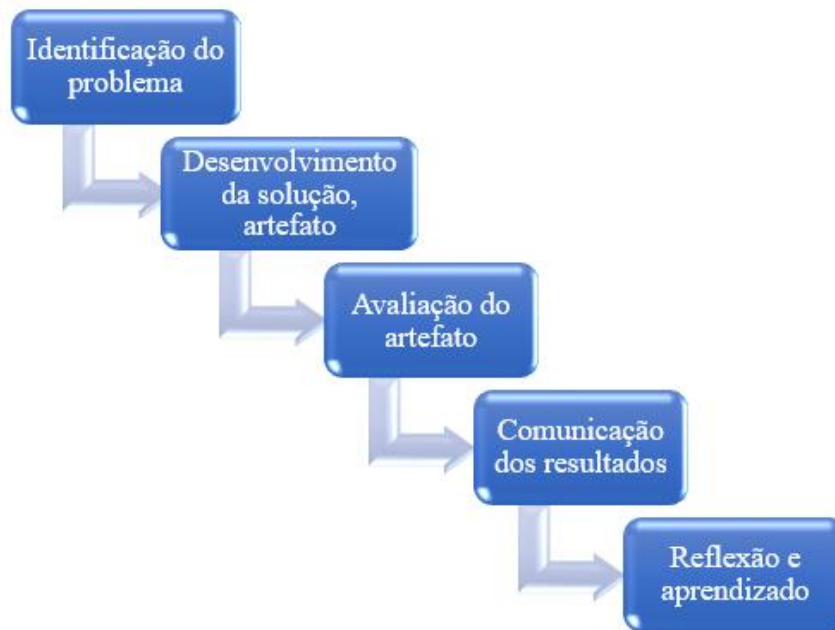 Identificação do
problema
Desenvolvimento
da solução,
artefato
Avaliação do
artefato
Comunicação
dos resultados
Reflexão e
aprendizado